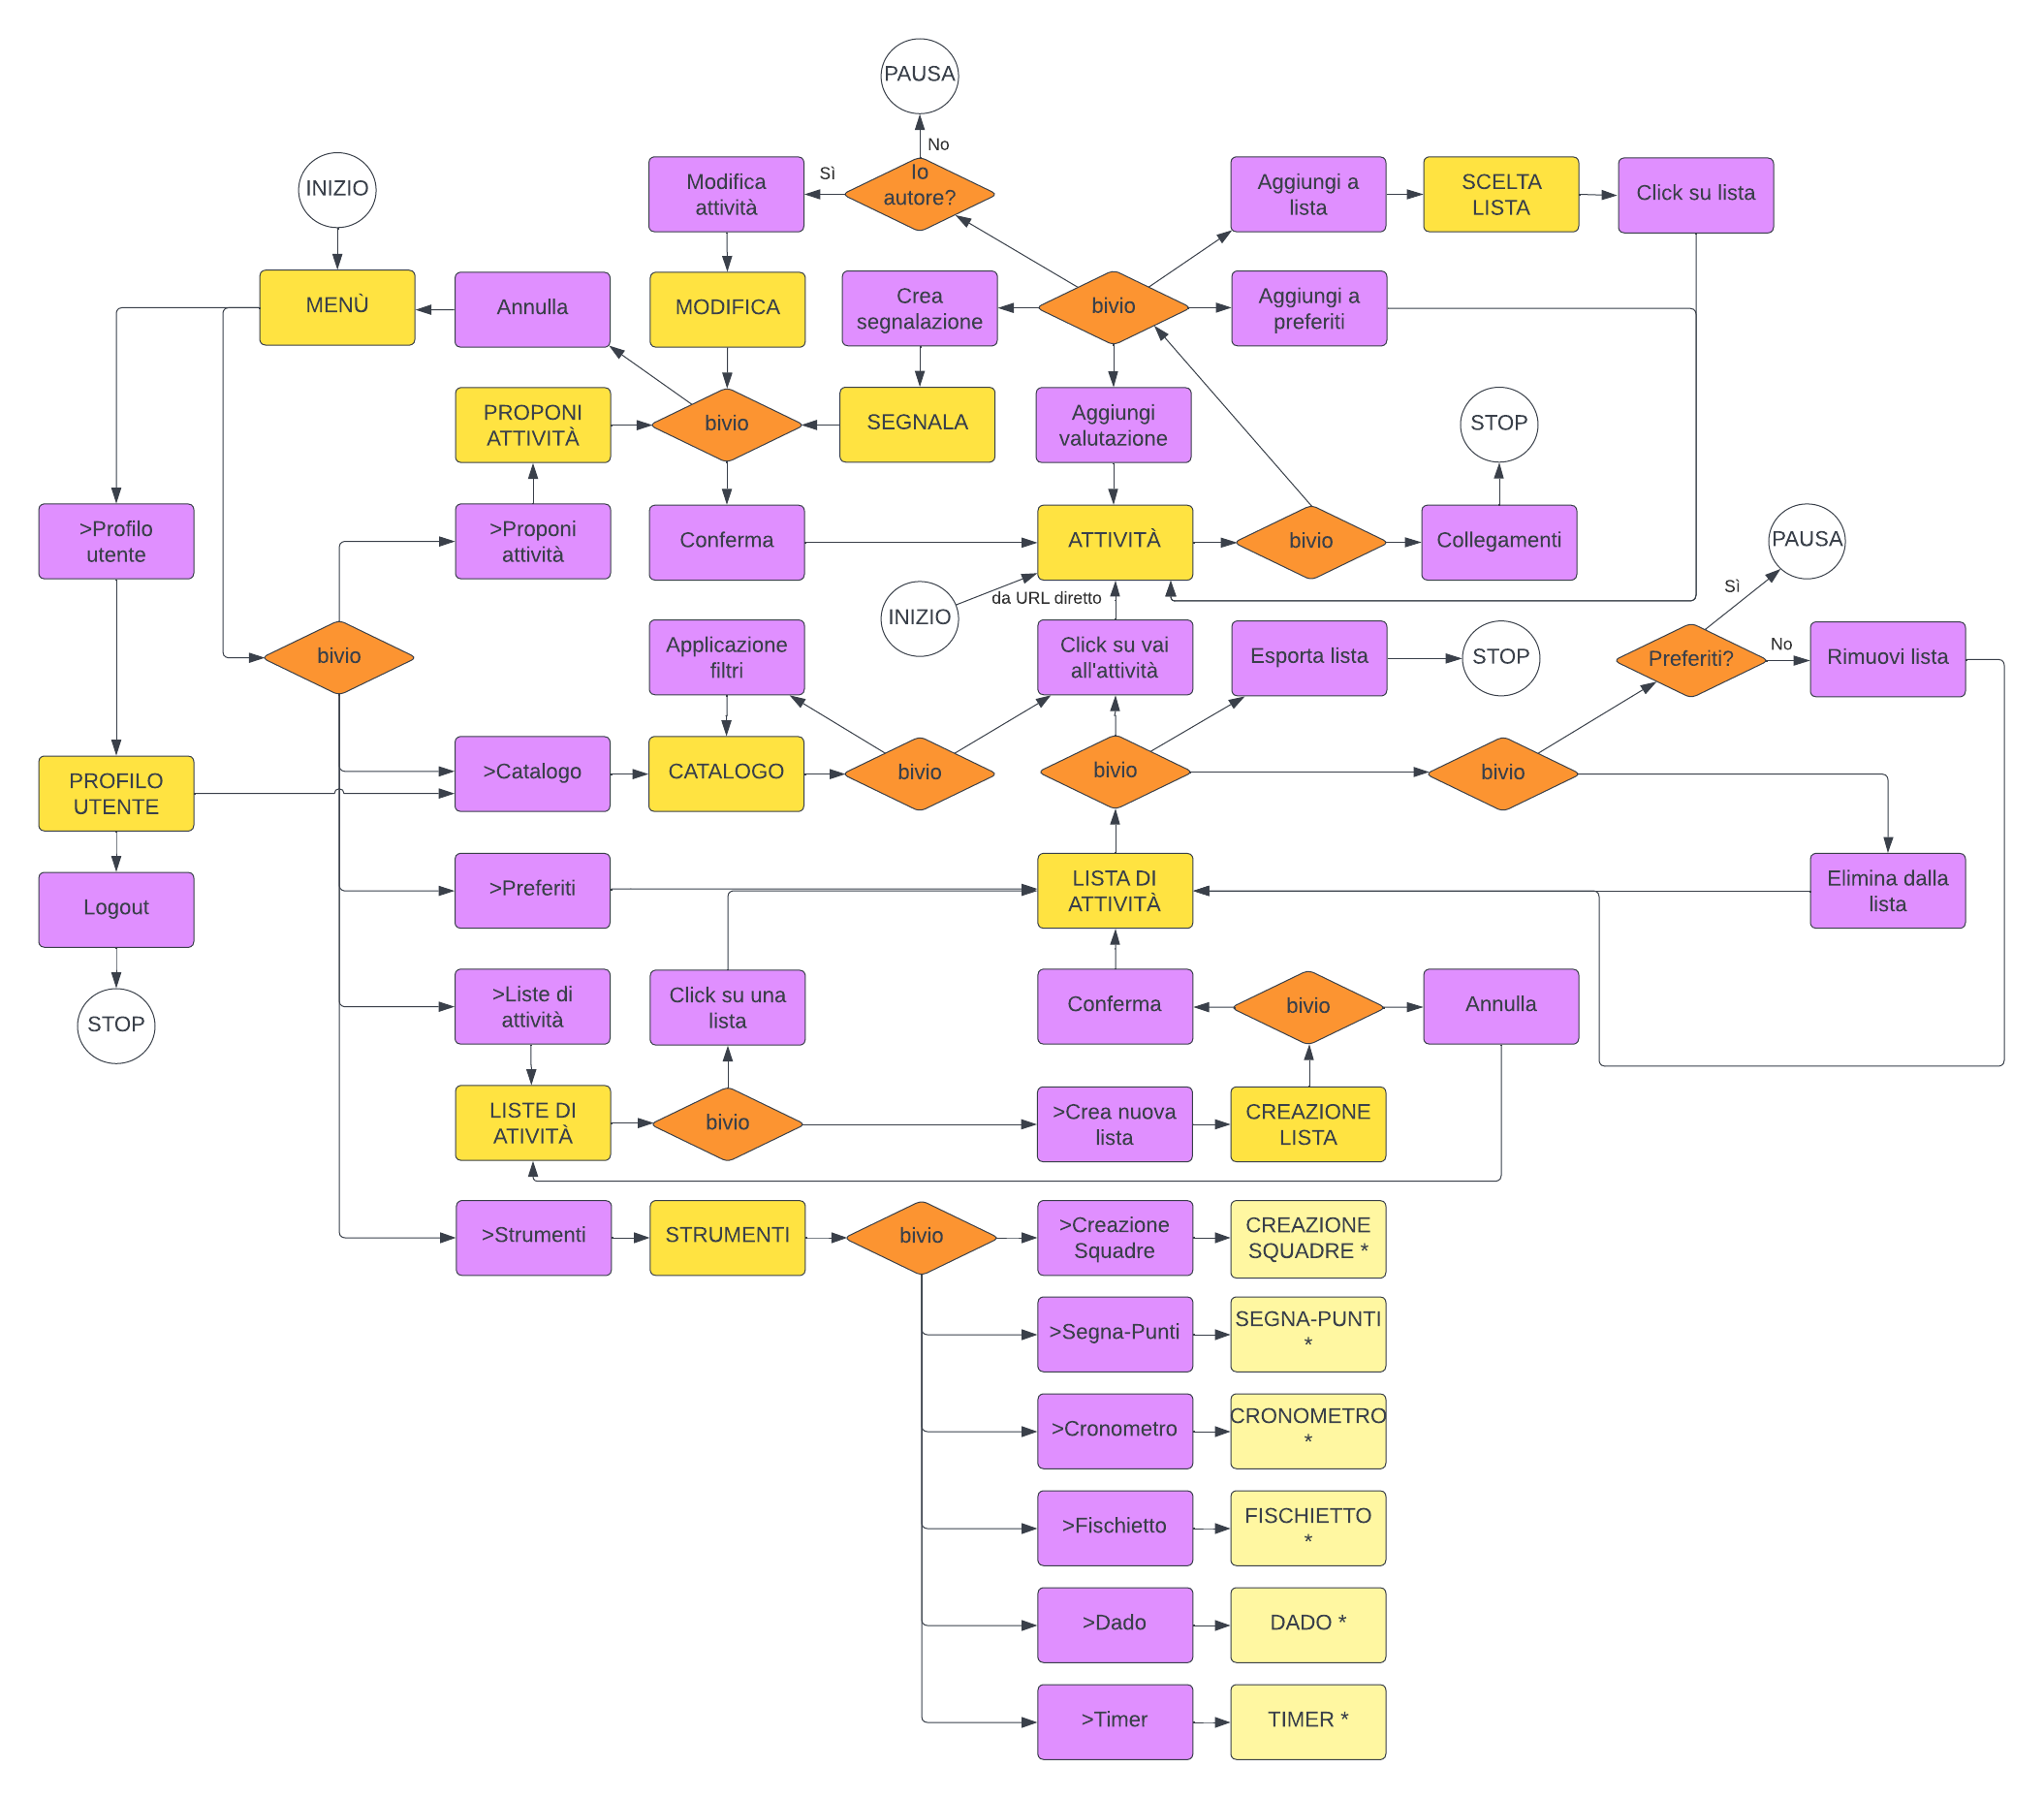 PAUSA
No
Sì
Io
autore?
Modifica
attività
Aggiungi a
lista
SCELTA
LISTA
Click su lista
INIZIO
MENÙ
Annulla
MODIFICA
Crea
segnalazione
bivio
Aggiungi a
preferiti
PROPONI
ATTIVITÀ
bivio
SEGNALA
Aggiungi
valutazione
STOP
>Profilo
utente
>Proponi
attività
Conferma
ATTIVITÀ
bivio
Collegamenti
PAUSA
Sì
INIZIO
da URL diretto
bivio
Applicazione
filtri
Click su vai
all'attività
Esporta lista
STOP
Preferiti?
No
Rimuovi lista
PROFILO
UTENTE
>Catalogo
CATALOGO
bivio
bivio
bivio
Logout
>Preferiti
LISTA DI
ATTIVITÀ
Elimina dalla
lista
STOP
>Liste di
attività
Click su una
lista
Conferma
bivio
Annulla
LISTE DI
ATIVITÀ
bivio
>Crea nuova
lista
CREAZIONE
LISTA
>Strumenti
STRUMENTI
bivio
>Creazione
Squadre
CREAZIONE
SQUADRE *
>Segna-Punti
SEGNA-PUNTI
*
>Cronometro
CRONOMETRO
*
>Fischietto
FISCHIETTO
*
>Dado
DADO *
>Timer
TIMER *